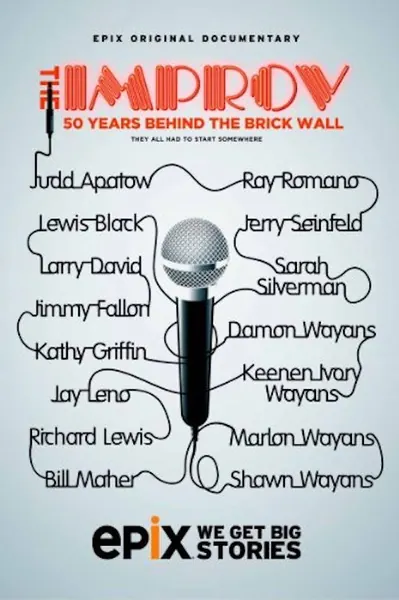 EPIX ORIGINAL DOCUMENTARY
THE IMPROV
50 YEARS BEHIND THE BRICK WALL
THEY ALL HAD TO START SOMEWHERE
Judd Apatow
Lewis Black
Larry David
Jimmy Fallon
Kathy Griffin
Jay Leno
Richard Lewis
Bill Maher
Ray Romano
Jerry Seinfeld
Sarah
Silverman
Damon Wayans
Keenen Ivory
Wayans
Marlon Wayans
Shawn Wayans
epix WE GET BIG
STORIES